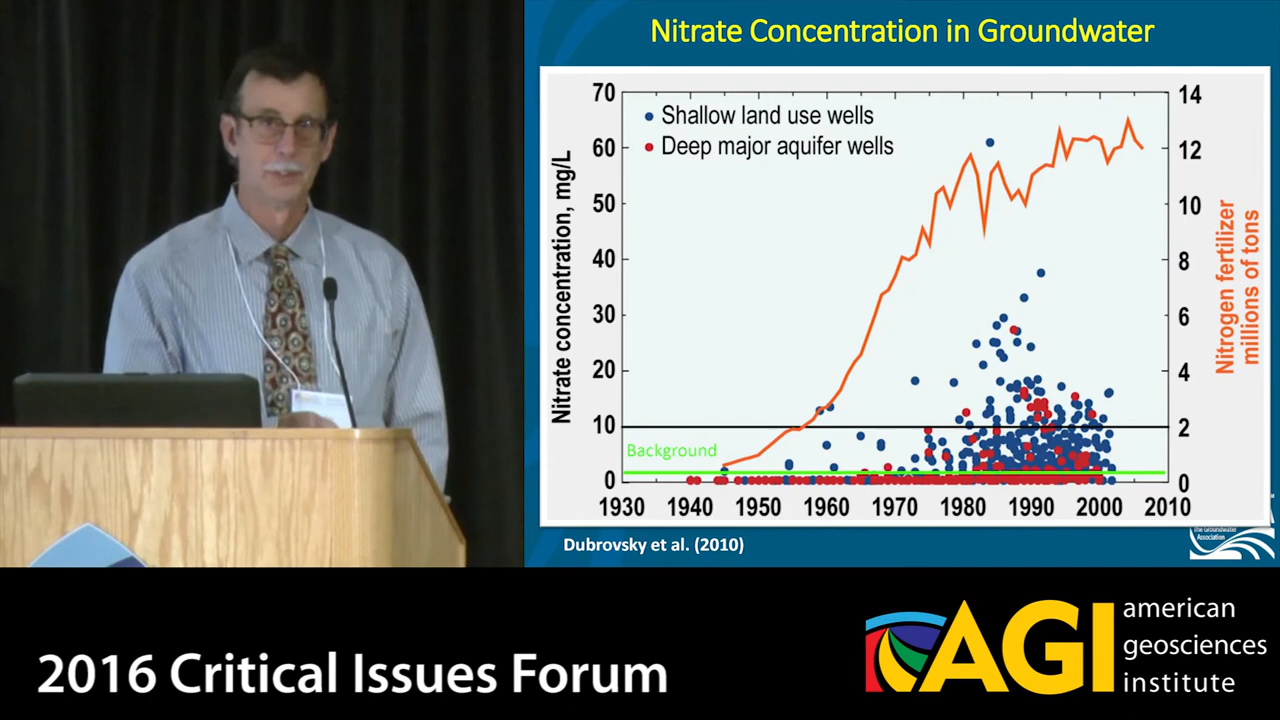 Nitrate Concentration in Groundwater
70
60
50
40
30
20
10
0
Nitrate concentration, mg/L
Shallow land use wells
Deep major aquifer wells
Background
14
12
10
8
6
4
2
0
Nitrogen fertilizer
millions of tons
1930 1940 1950 1960 1970 1980 1990 2000 2010
Dubrovsky et al. (2010)
The Groundwater
Association
2016 Critical Issues Forum
AGI
american
geosciences
institute